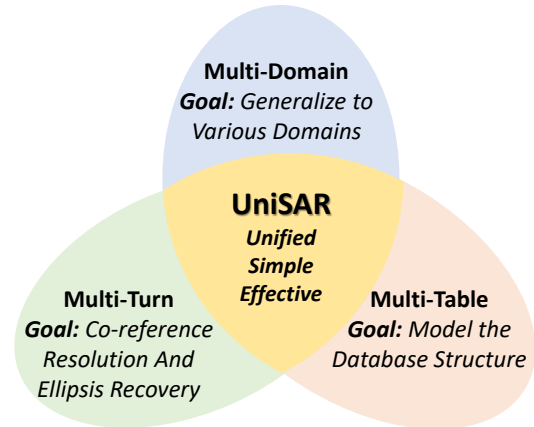 Multi-Domain
Goal: Generalize to
Various Domains
UniSAR
Unified
Simple
Effective
Multi-Turn
Goal: Co-reference
Resolution And
Ellipsis Recovery
Multi-Table
Goal: Model the
Database Structure